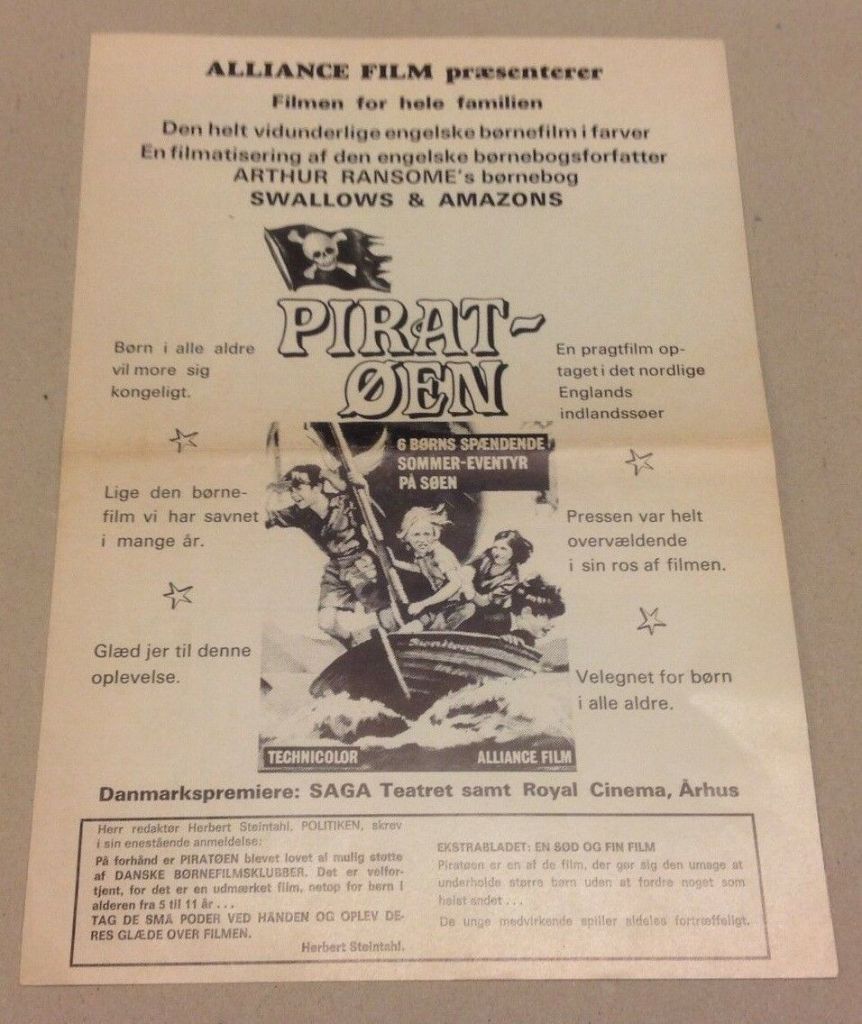 ALLIANCE FILM præsenterer
Filmen for hele familien
Den helt vidunderlige engelske børnefilm i farver
En filmatisering af den engelske børnebogsforfatter
ARTHUR RANSOME's børnebog
SWALLOWS & AMAZONS
PIRAT-
ØEN
Børn i alle aldre
vil more sig
kongeligt.
Lige den børne-
film vi har savnet
i mange år.
Glæd jer til denne
oplevelse.
6 BØRNS SPÆNDENDE
SOMMER-EVENTYR
PÅ SØEN
TECHNICOLOR
ALLIANCE FILM
En pragtfilm op-
taget i det nordlige
Englands
indlandssøer
Pressen var helt
overvældende
i sin ros af filmen.
Velegnet for børn
i alle aldre.
Danmarkspremiere: SAGA Teatret samt Royal Cinema, Århus
Herr redaktør Herbert Steintahl, POLITIKEN, skrev
i sin enestående anmeldelse:
På forhånd er PIRATØEN blevet lovet al mulig støtte
af DANSKE BØRNEFILMSKLUBBER. Det er velfor-
tjent, for det er en udmærket film, netop for børn i
alderen fra 5 til 11 år . . .
TAG DE SMÅ PODER VED HÅNDEN OG OPLEV DE-
RES GLÆDE OVER FILMEN.
Herbert Steintahl.
EKSTRABLADET: EN SØD OG FIN FILM
Piratøen er en af de film, der gør sig den umage at
underholde større børn uden at fordre noget som
helst andet . . .
De unge medvirkende spiller aldeles fortræffeligt.